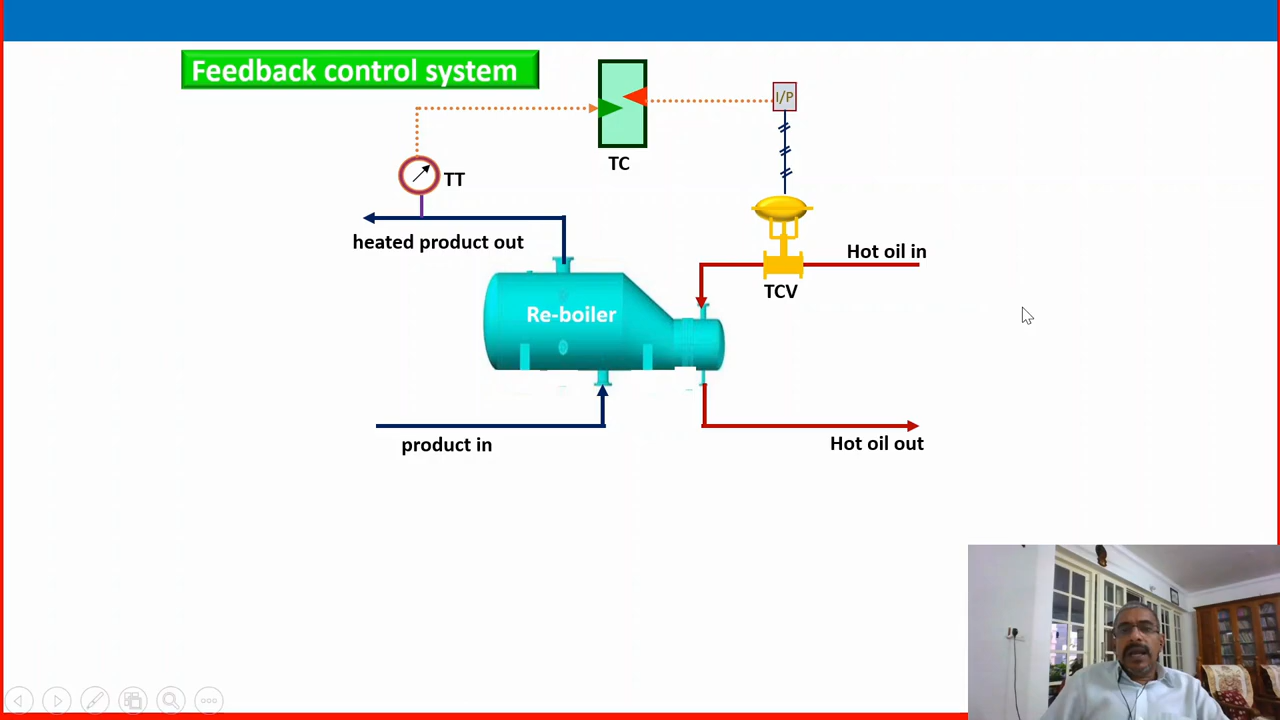 Feedback control system
I/P
TC
TT
heated product out
Hot oil in
TCV
Re-boiler
product in
Hot oil out